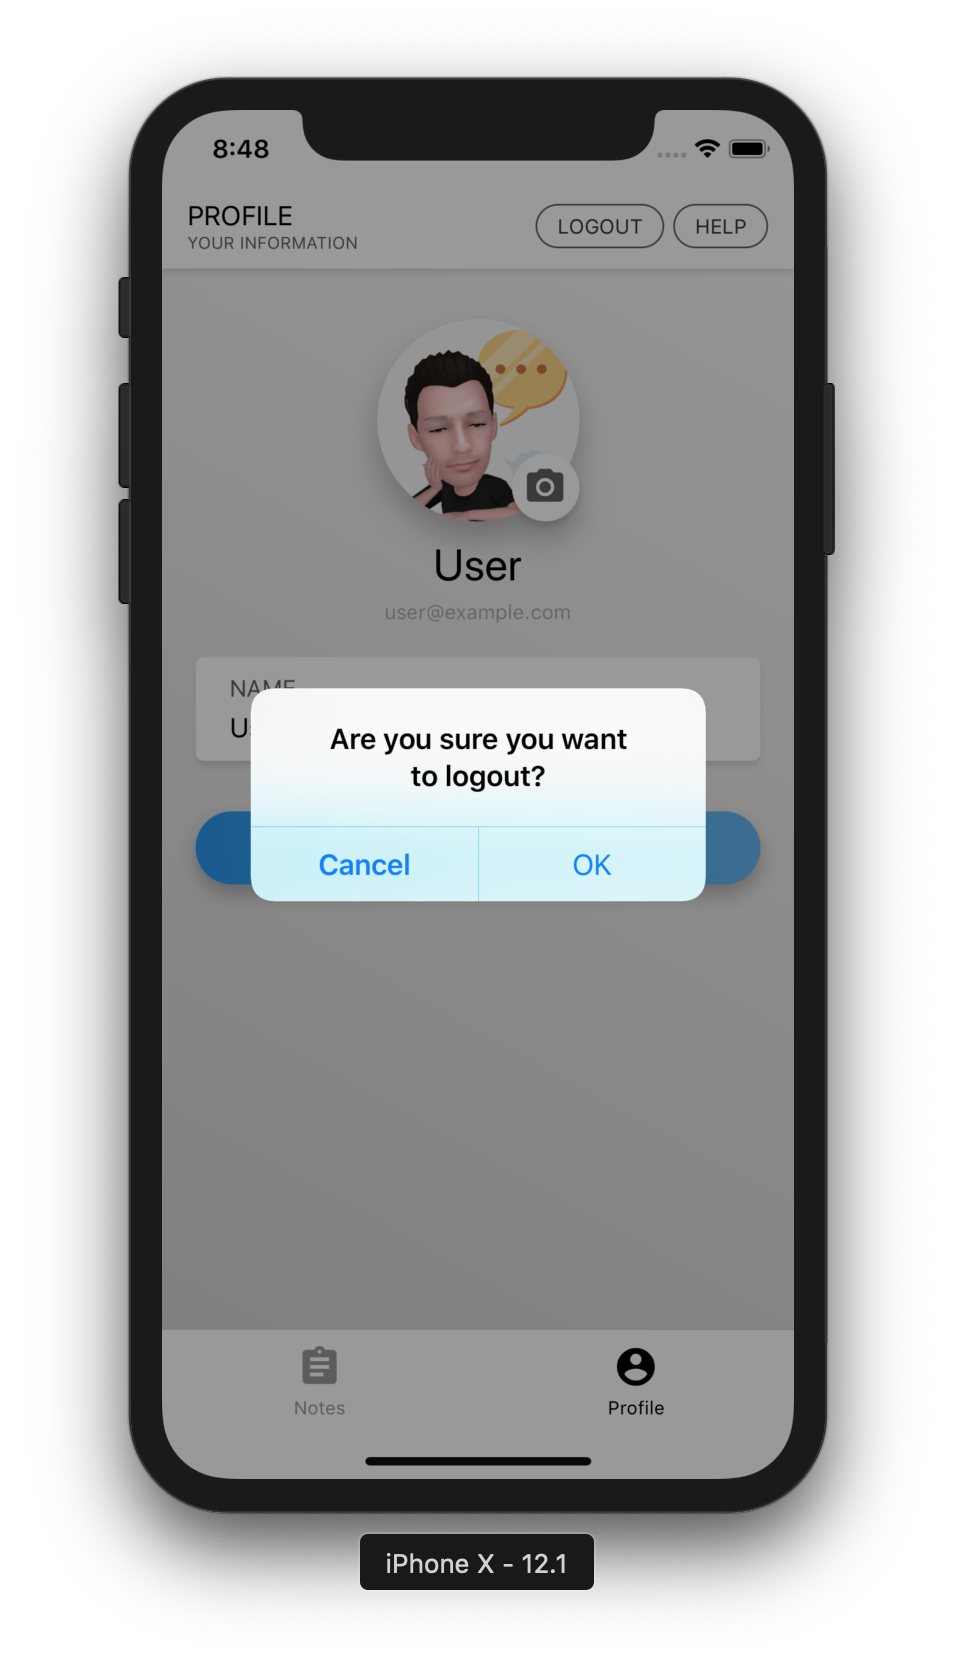 8:48
PROFILE
YOUR INFORMATION
LOGOUT
HELP
User
user@example.com
NAME
Us
Are you sure you want
to logout?
Cancel
OK
Notes
Profile
iPhone X - 12.1